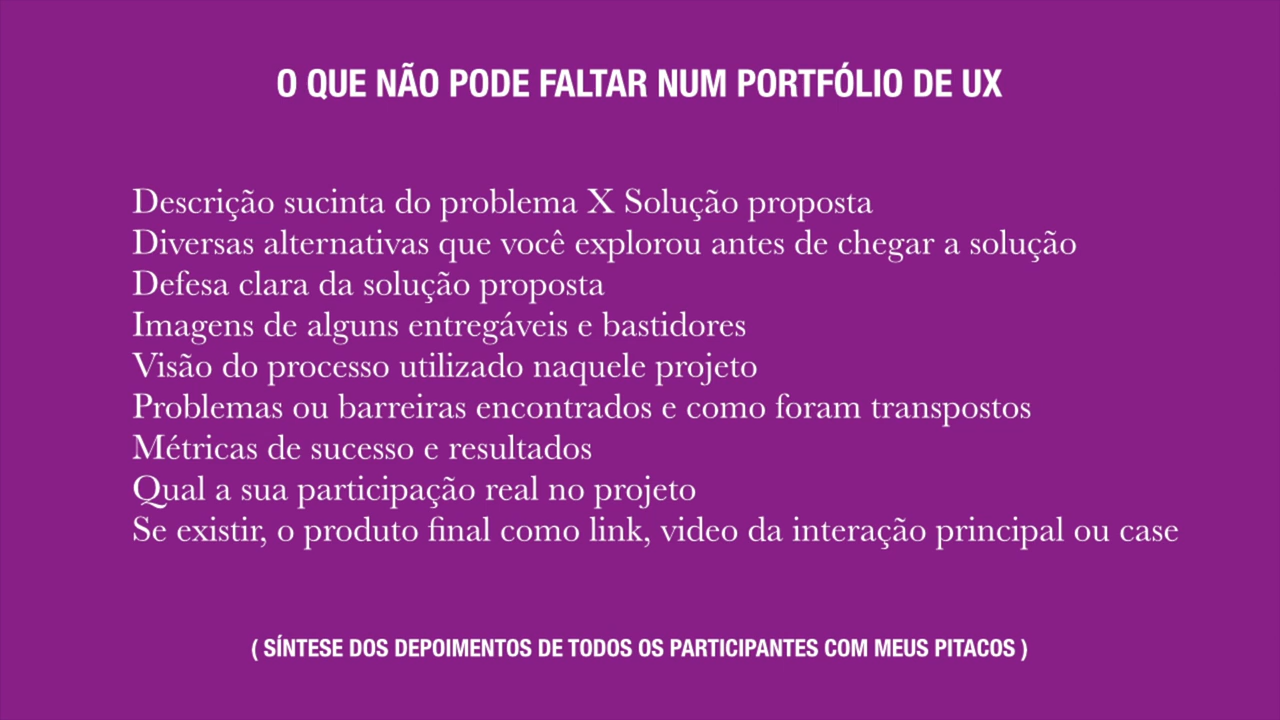 O QUE NÃO PODE FALTAR NUM PORTFÓLIO DE UX
Descrição sucinta do problema X Solução proposta
Diversas alternativas que você explorou antes de chegar a solução
Defesa clara da solução proposta
Imagens de alguns entregáveis e bastidores
Visão do processo utilizado naquele projeto
Problemas ou barreiras encontrados e como foram transpostos
Métricas de sucesso e resultados
Qual a sua participação real no projeto
Se existir, o produto final como link, video da interação principal ou case
( SÍNTESE DOS DEPOIMENTOS DE TODOS OS PARTICIPANTES COM MEUS PITACOS )